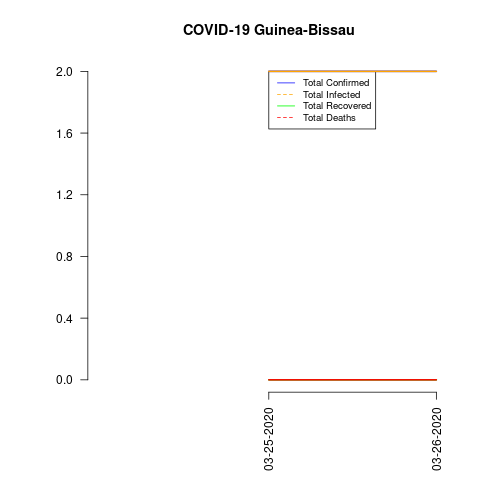 COVID-19 Guinea-Bissau
2.0
1.6
1.2
0.8
0.4
0.0
Total Confirmed
Total Infected
Total Recovered
Total Deaths
03-25-2020
03-26-2020